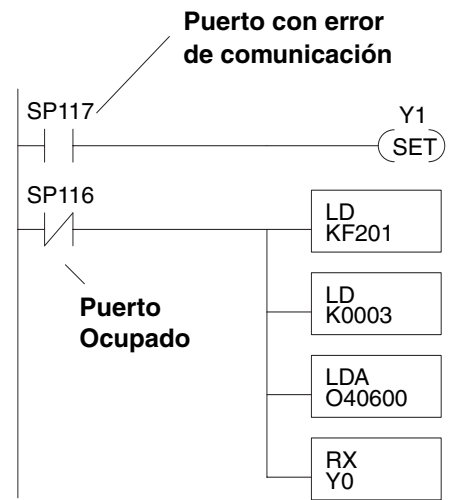 Puerto con error
de comunicación
SP117
Y1
SET
SP116
LD
KF201
Puerto
Ocupado
LD
K0003
LDA
O40600
RX
Y0